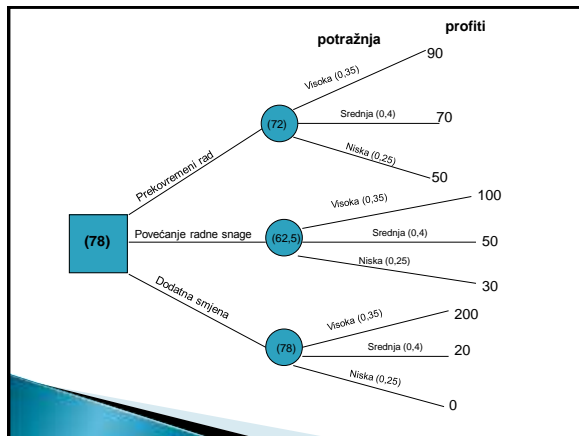 potražnja
profiti
Visoka (0,35)
90
(72)
Srednja (0,4)
70
Niska (0,25)
50
Prekovremeni rad
(78)
Povećanje radne snage
(62,5)
Visoka (0,35)
100
Srednja (0,4)
50
Niska (0,25)
30
Dodatna smjena
(78)
Visoka (0,35)
200
Srednja (0,4)
20
Niska (0,25)
0